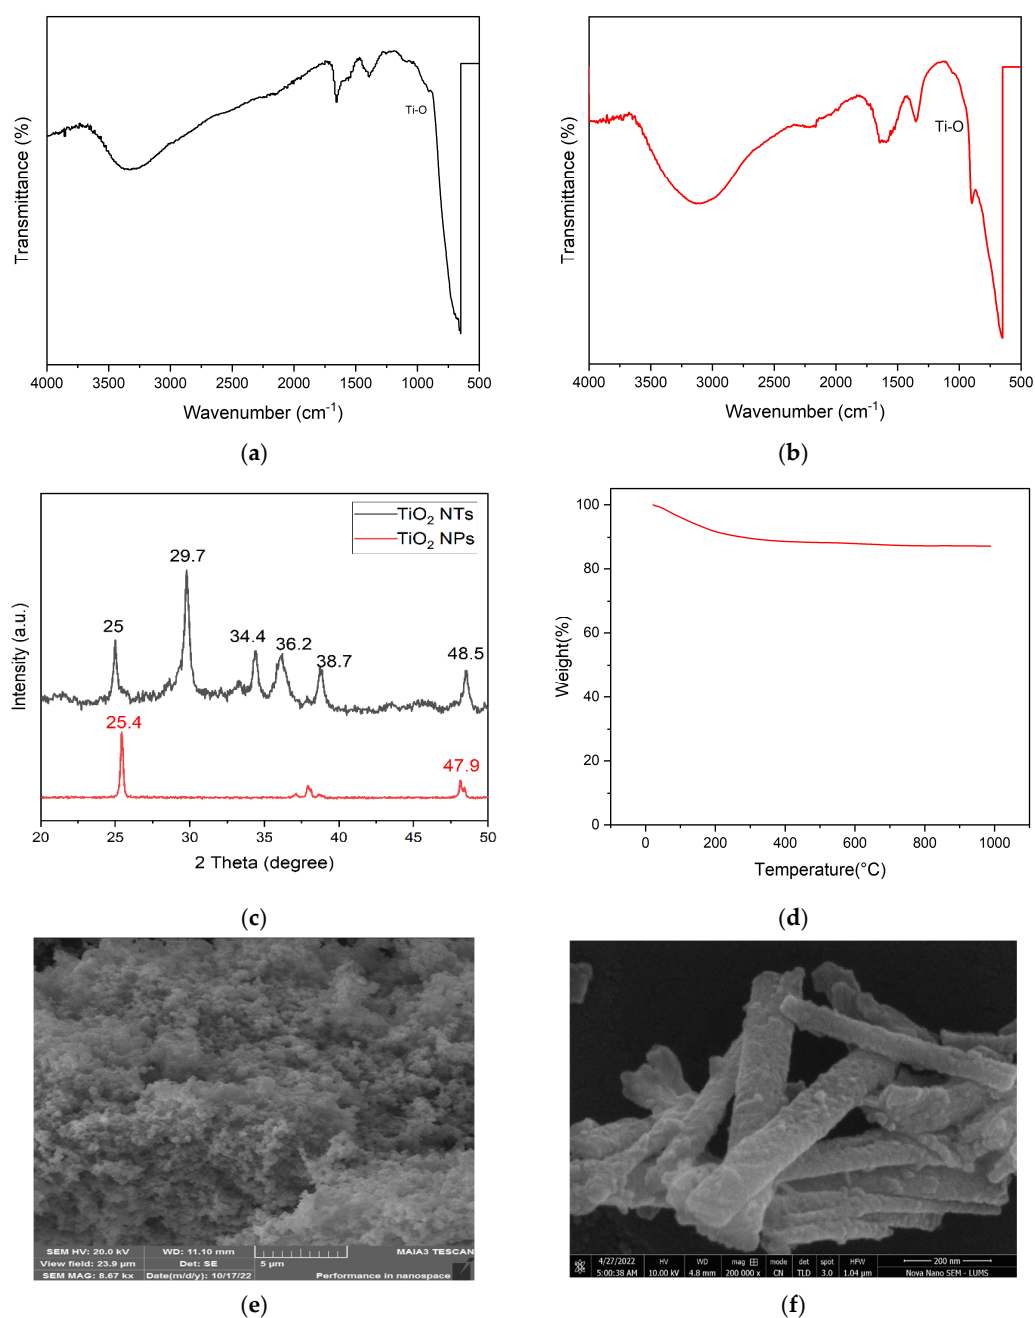 Transmittance (%)
Ti-O
4000 3500 3000 2500 2000 1500 1000 500
Wavenumber (cm-1)
(a)
Transmittance (%)
Ti-O
4000 3500 3000 2500 2000 1500 1000 500
Wavenumber (cm-1)
(b)
Intensity (a.u.)
TiO2 NTs
TiO2 NPs
29.7
25
34.4
36.2
38.7
48.5
25.4
47.9
20 25 30 35 40 45 50
2 Theta (degree)
(c)
Weight(%)
100
80
60
40
20
0
0 200 400 600 800 1000
Temperature(°C)
(d)
SEM HV: 20.0 kV WD: 11.10 mm MAIA3 TESCAN
View field: 23.9 µm Det: SE 5 µm
SEM MAG: 8.67 kx Date(m/d/y): 10/17/22 Performance in nanospace
(e)
4/27/2022 HV WD mag mode det spot HFW 200 nm
5:00:38 AM 10.00 kV 4.8 mm 200 000 x CN TLD 3.0 1.04 µm Nova Nano SEM - LUMS
(f)